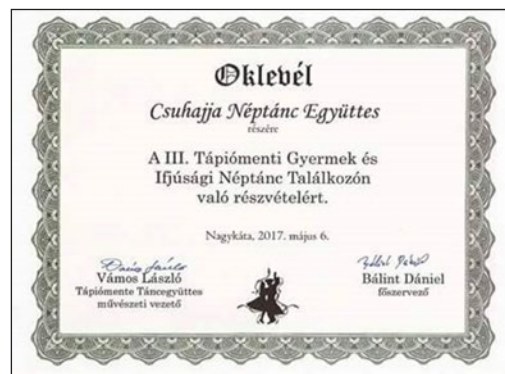 Oklevél
Csuhajja Néptánc Együttes
részére
A III. Tápiómenti Gyermek és
Ifjúsági Néptánc Találkozón
való részvételért.
Nagykáta, 2017. május 6.
Vámos László
Tápiómente Táncegyüttes
művészeti vezető
Bálint Dániel
főszervező